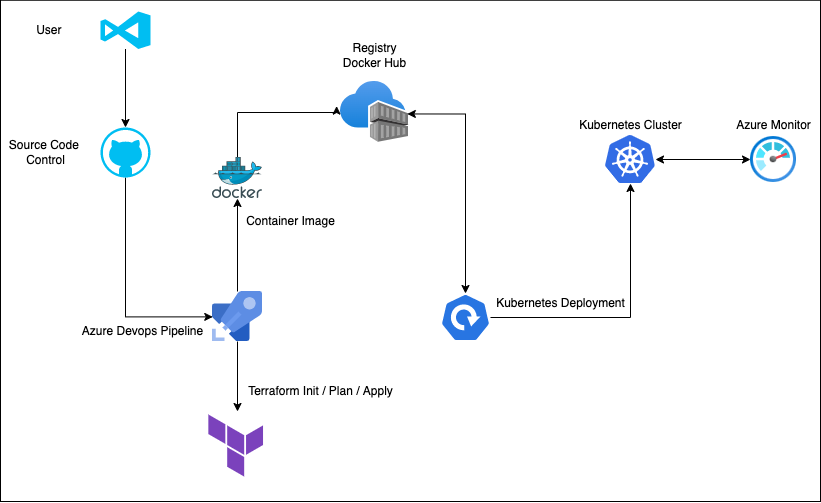 User
Registry
Docker Hub
Kubernetes Cluster
Azure Monitor
Source Code
Control
docker
Container Image
Kubernetes Deployment
Azure Devops Pipeline
Terraform Init / Plan / Apply